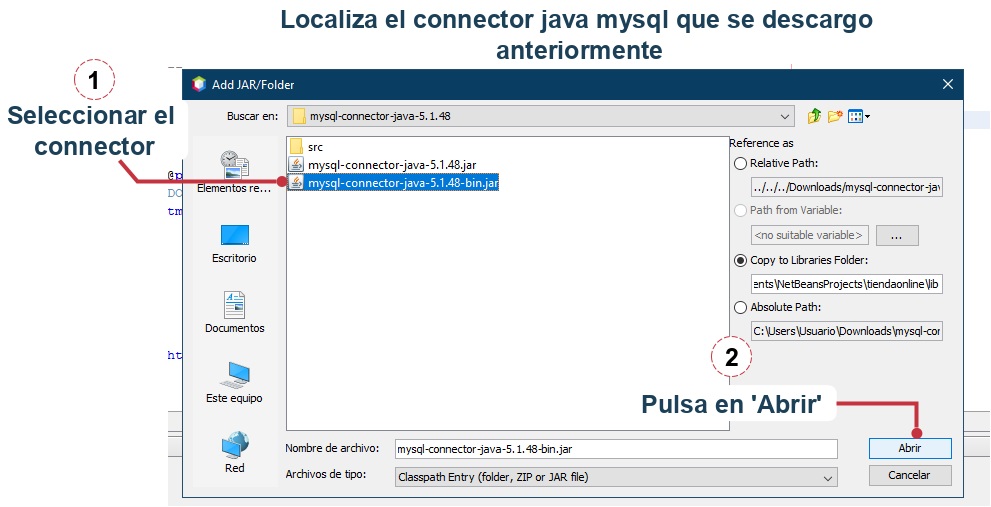 Localiza el connector java mysql que se descargo
anteriormente
1
Seleccionar el
connector
Add JAR/Folder
Buscar en:
mysql-connector-java-5.1.48
src
mysql-connector-java-5.1.48.jar
mysql-connector-java-5.1.48-bin.jar
Elementos re...
Escritorio
Documentos
Este equipo
Red
Reference as
Relative Path:
../../../Downloads/mysql-connector-jav
Path from Variable:
<no suitable variable>
...
Copy to Libraries Folder:
ents\NetBeansProjects\tiendaonline\lib
Absolute Path:
C:\Users\Usuario\Downloads\mysql-cor
@p
DO
tm
ht
2
Pulsa en 'Abrir'
Nombre de archivo:
mysql-connector-java-5.1.48-bin.jar
Abrir
Archivos de tipo:
Classpath Entry (folder, ZIP or JAR file)
Cancelar